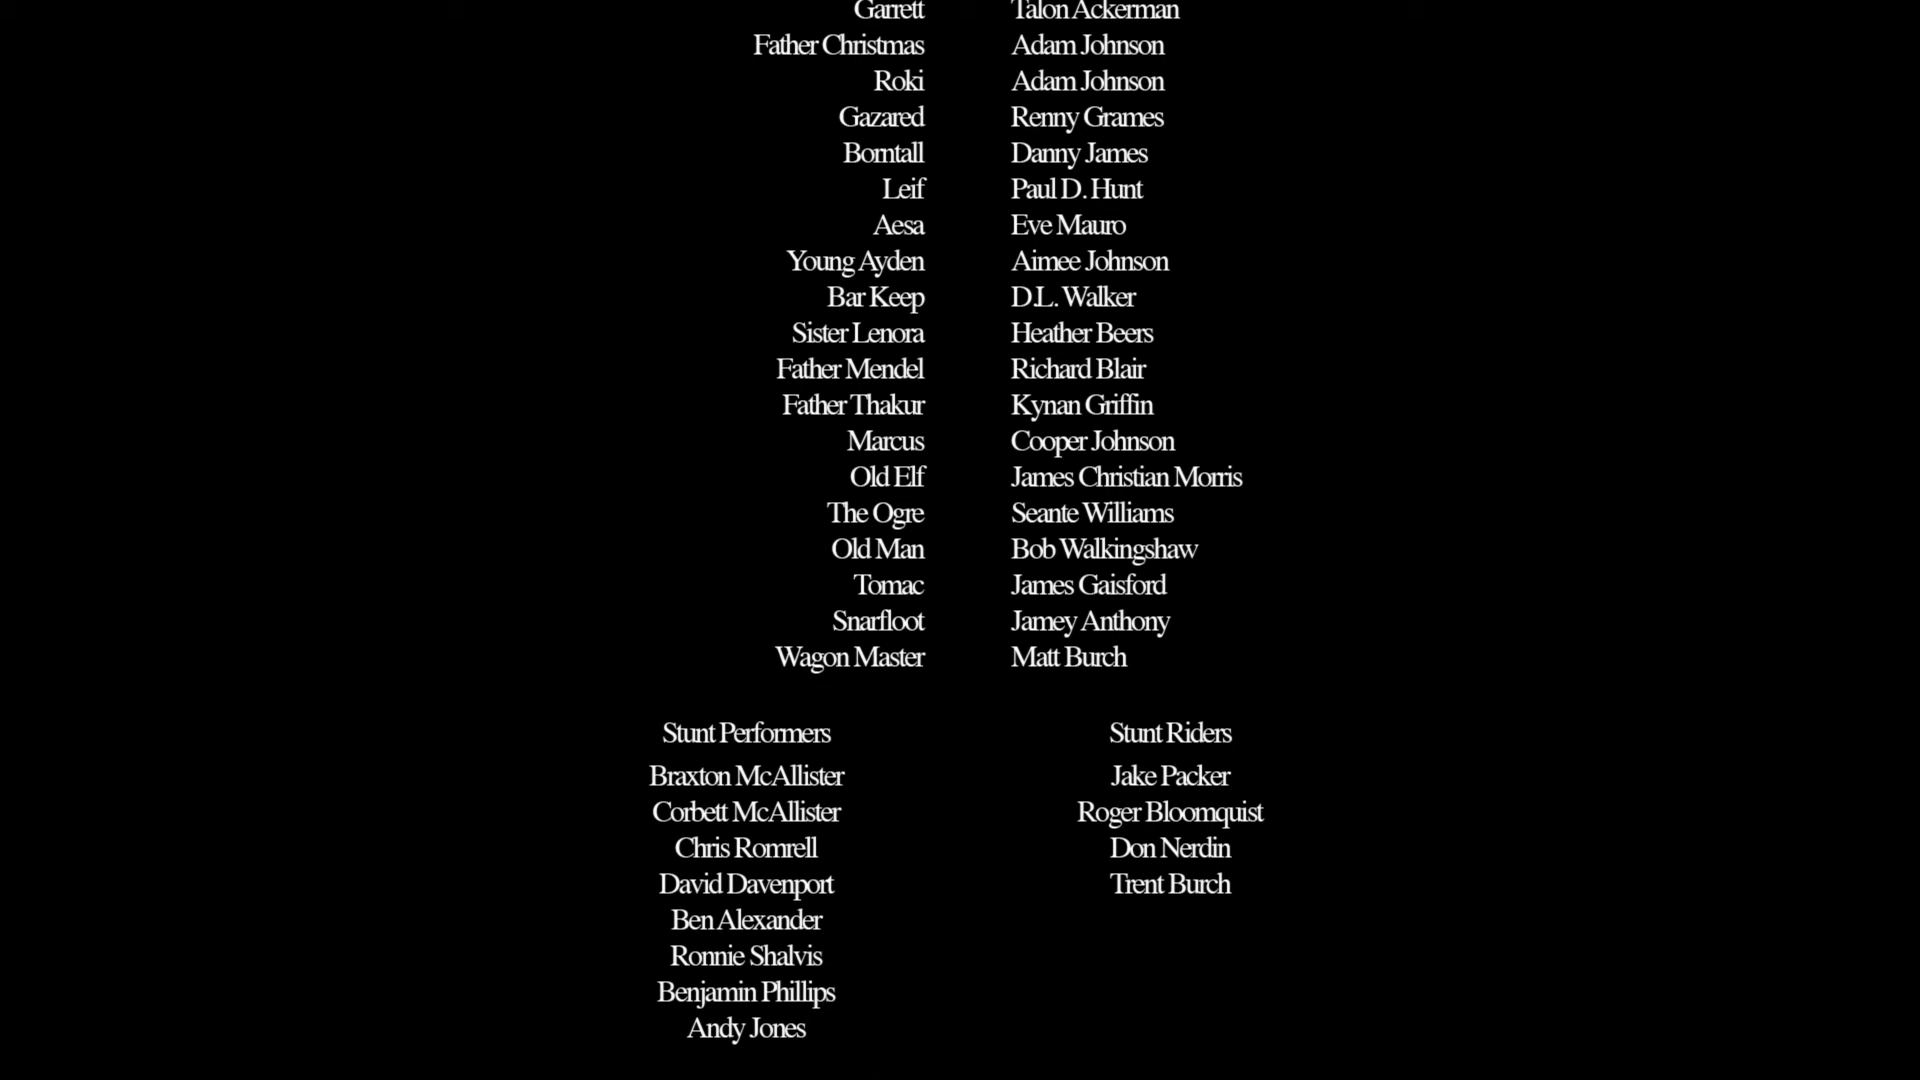 Garrett Talon Ackerman
Father Christmas Adam Johnson
Roki Adam Johnson
Gazared Renny Grames
Borntall Danny James
Leif Paul D. Hunt
Aesa Eve Mauro
Young Ayden Aimee Johnson
Bar Keep D.L. Walker
Sister Lenora Heather Beers
Father Mendel Richard Blair
Father Thakur Kynan Griffin
Marcus Cooper Johnson
Old Elf James Christian Morris
The Ogre Seante Williams
Old Man Bob Walkingshaw
Tomac James Gaisford
Snarfloot Jamey Anthony
Wagon Master Matt Burch
Stunt Performers
Braxton McAllister
Corbett McAllister
Chris Romrell
David Davenport
Ben Alexander
Ronnie Shalvis
Benjamin Phillips
Andy Jones
Stunt Riders
Jake Packer
Roger Bloomquist
Don Nerdin
Trent Burch